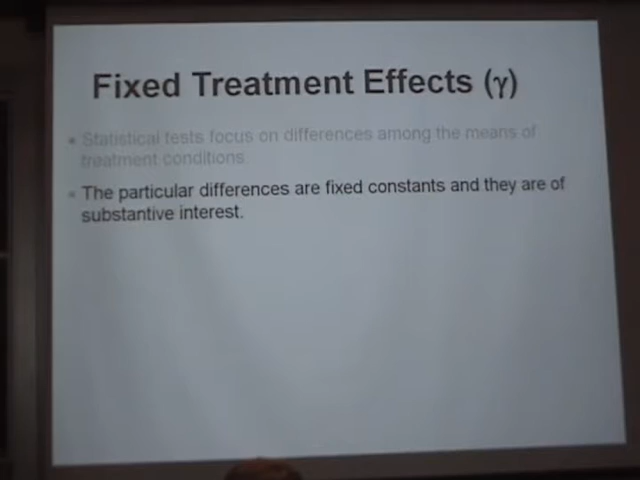 Fixed Treatment Effects (γ)
• Statistical tests focus on differences among the means of
treatment conditions.
• The particular differences are fixed constants and they are of
substantive interest.